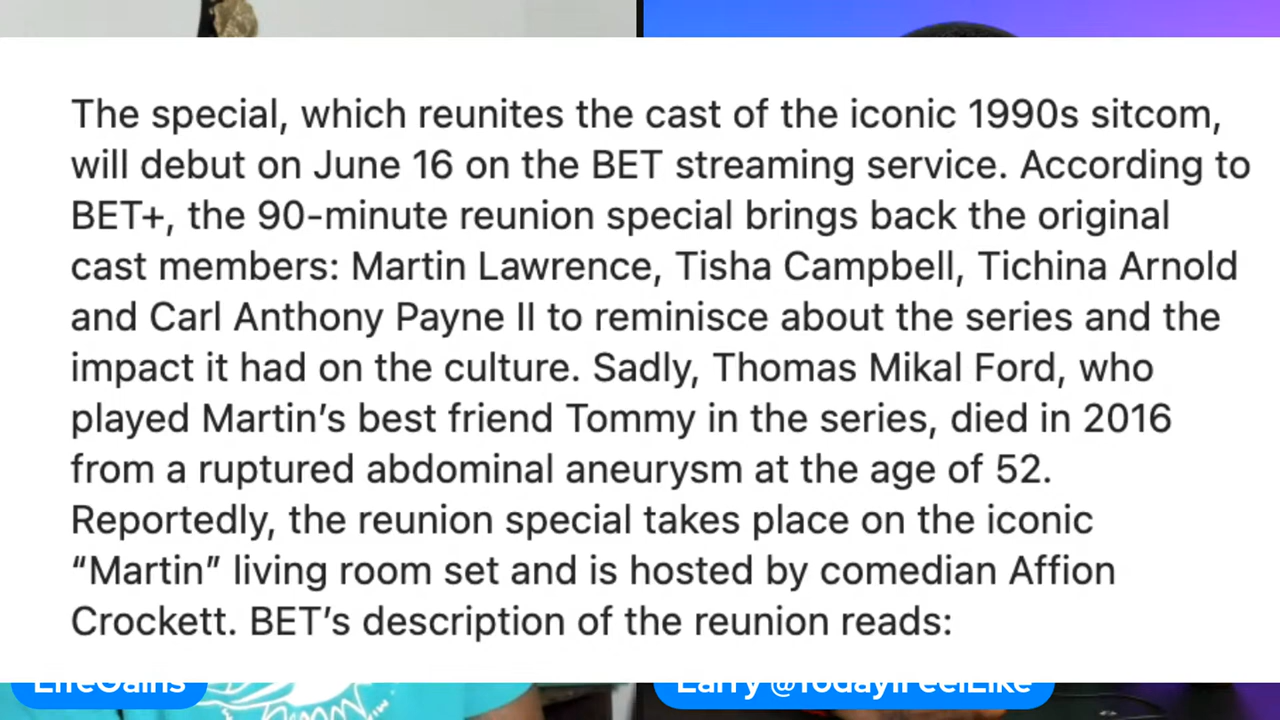 The special, which reunites the cast of the iconic 1990s sitcom,
will debut on June 16 on the BET streaming service. According to
BET+, the 90-minute reunion special brings back the original
cast members: Martin Lawrence, Tisha Campbell, Tichina Arnold
and Carl Anthony Payne II to reminisce about the series and the
impact it had on the culture. Sadly, Thomas Mikal Ford, who
played Martin’s best friend Tommy in the series, died in 2016
from a ruptured abdominal aneurysm at the age of 52.
Reportedly, the reunion special takes place on the iconic
“Martin” living room set and is hosted by comedian Affion
Crockett. BET’s description of the reunion reads:
LifeGains
Larry @TodayIFeelLike